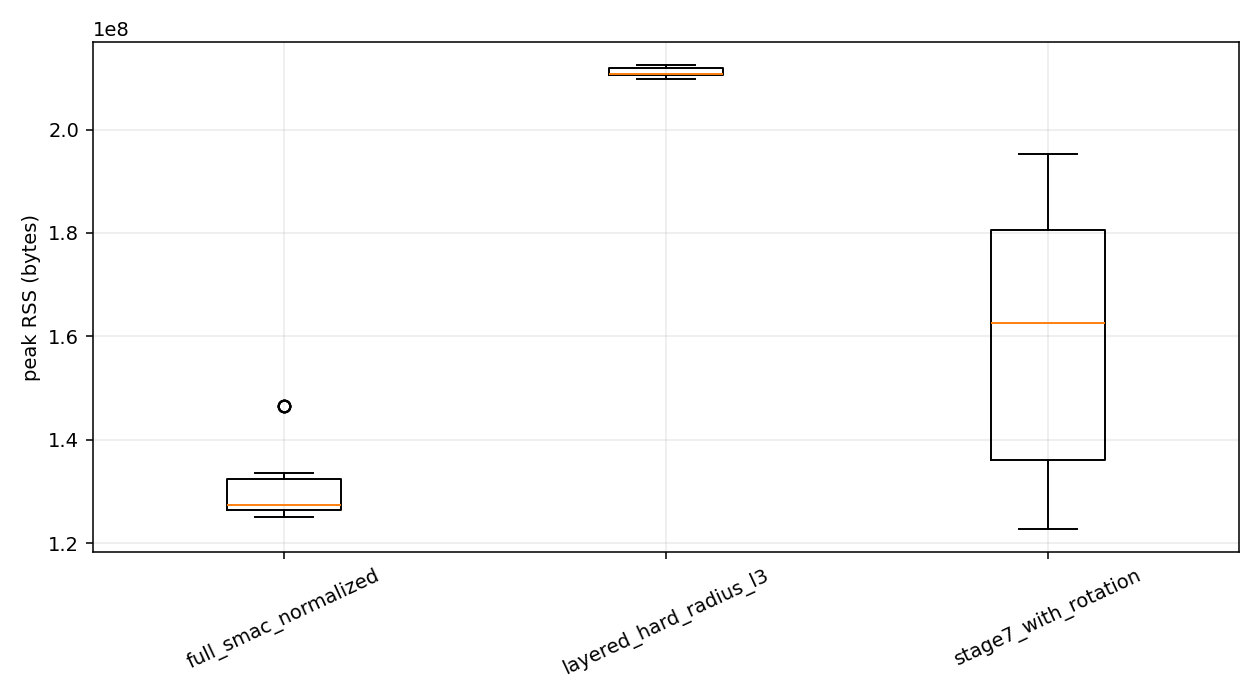 1e8
2.0
1.8
1.6
1.4
1.2
peak RSS (bytes)
full_smac_normalized
layered_hard_radius_l3
stage7_with_rotation